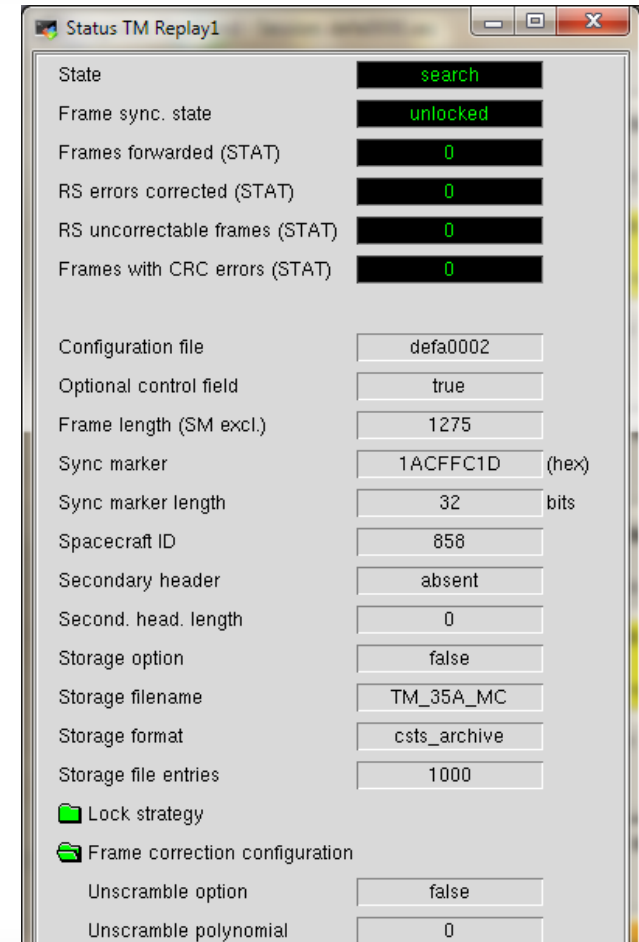 Status TM Replay1
State search
Frame sync. state unlocked
Frames forwarded (STAT) 0
RS errors corrected (STAT) 0
RS uncorrectable frames (STAT) 0
Frames with CRC errors (STAT) 0
Configuration file defa0002
Optional control field true
Frame length (SM excl.) 1275
Sync marker 1ACFFC1D (hex)
Sync marker length 32 bits
Spacecraft ID 858
Secondary header absent
Second. head. length 0
Storage option false
Storage filename TM_35A_MC
Storage format csts_archive
Storage file entries 1000
Lock strategy
Frame correction configuration
Unscramble option false
Unscramble polynomial 0